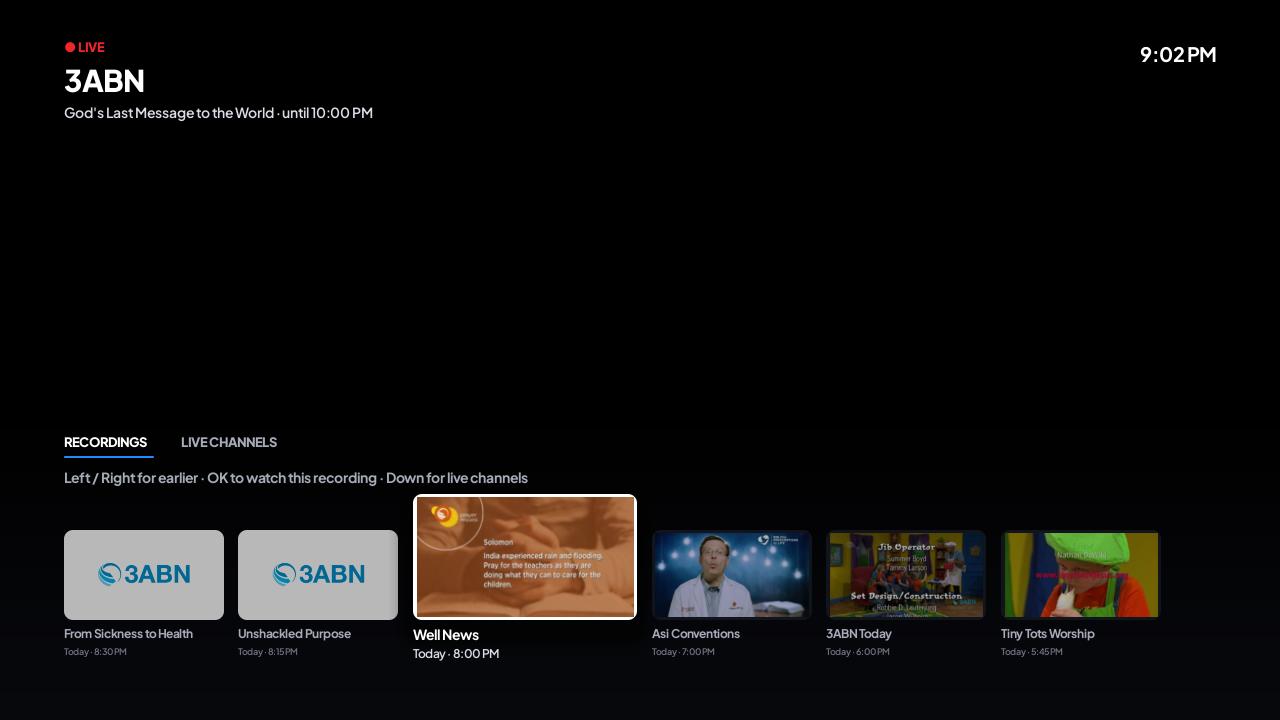 LIVE
3ABN
God's Last Message to the World · until 10:00 PM
9:02 PM
RECORDINGS
LIVE CHANNELS
Left / Right for earlier · OK to watch this recording · Down for live channels
3ABN
3ABN
Solomon
India experienced rain and flooding.
Pray for the teachers as they are
doing what they can to care for the
children.
Jib Operator
Summer Boyd
Tammy Larson
Set Design/Construction
3ABN
From Sickness to Health
Today · 8:30 PM
Unshackled Purpose
Today · 8:15 PM
Well News
Today · 8:00 PM
Asi Conventions
Today · 7:00 PM
3ABN Today
Today · 6:00 PM
Tiny Tots Worship
Today · 5:45 PM